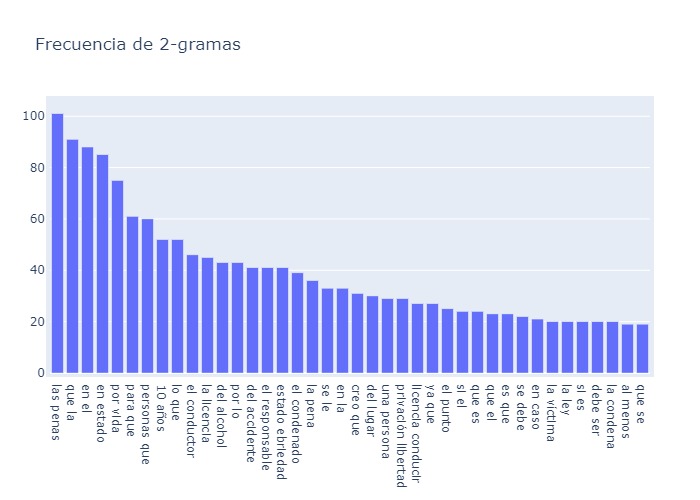 Frecuencia de 2-gramas
100
80
60
40
20
0
las penas
que la
en el
en estado
por vida
para que
personas que
10 años
lo que
el conductor
la licencia
del alcohol
por lo
del accidente
el responsable
estado ebriedad
el condenado
la pena
se le
en la
creo que
del lugar
una persona
privación libertad
licencia conducir
ya que
el punto
si el
que es
que el
es que
se debe
en caso
la víctima
la ley
si es
debe ser
la condena
al menos
que se